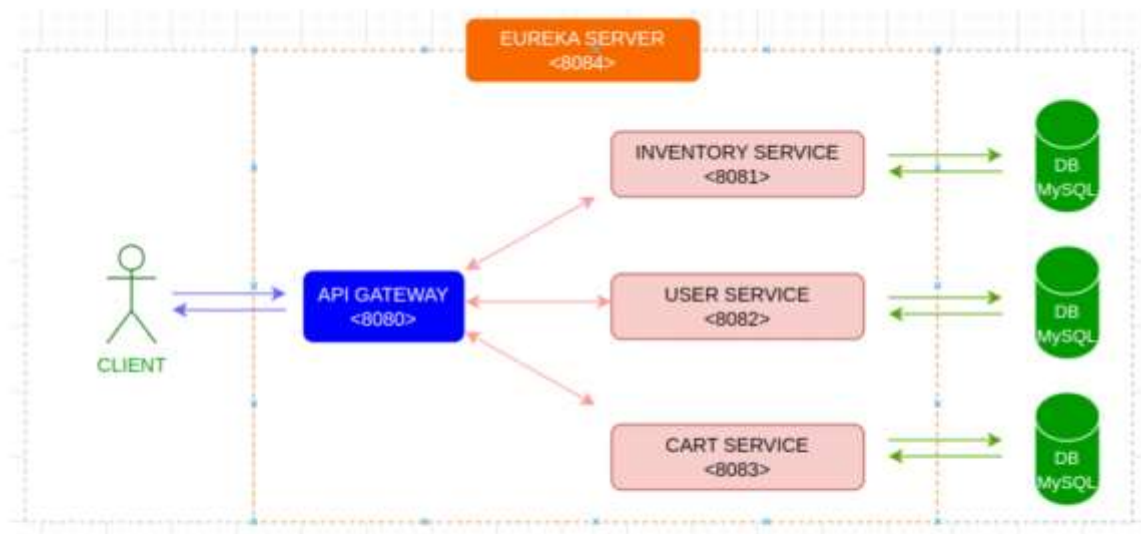 EUREKA SERVER
<8084>
INVENTORY SERVICE
<8081>
DB
MySQL
API GATEWAY
<8080>
USER SERVICE
<8082>
DB
MySQL
CLIENT
CART SERVICE
<8083>
DB
MySQL